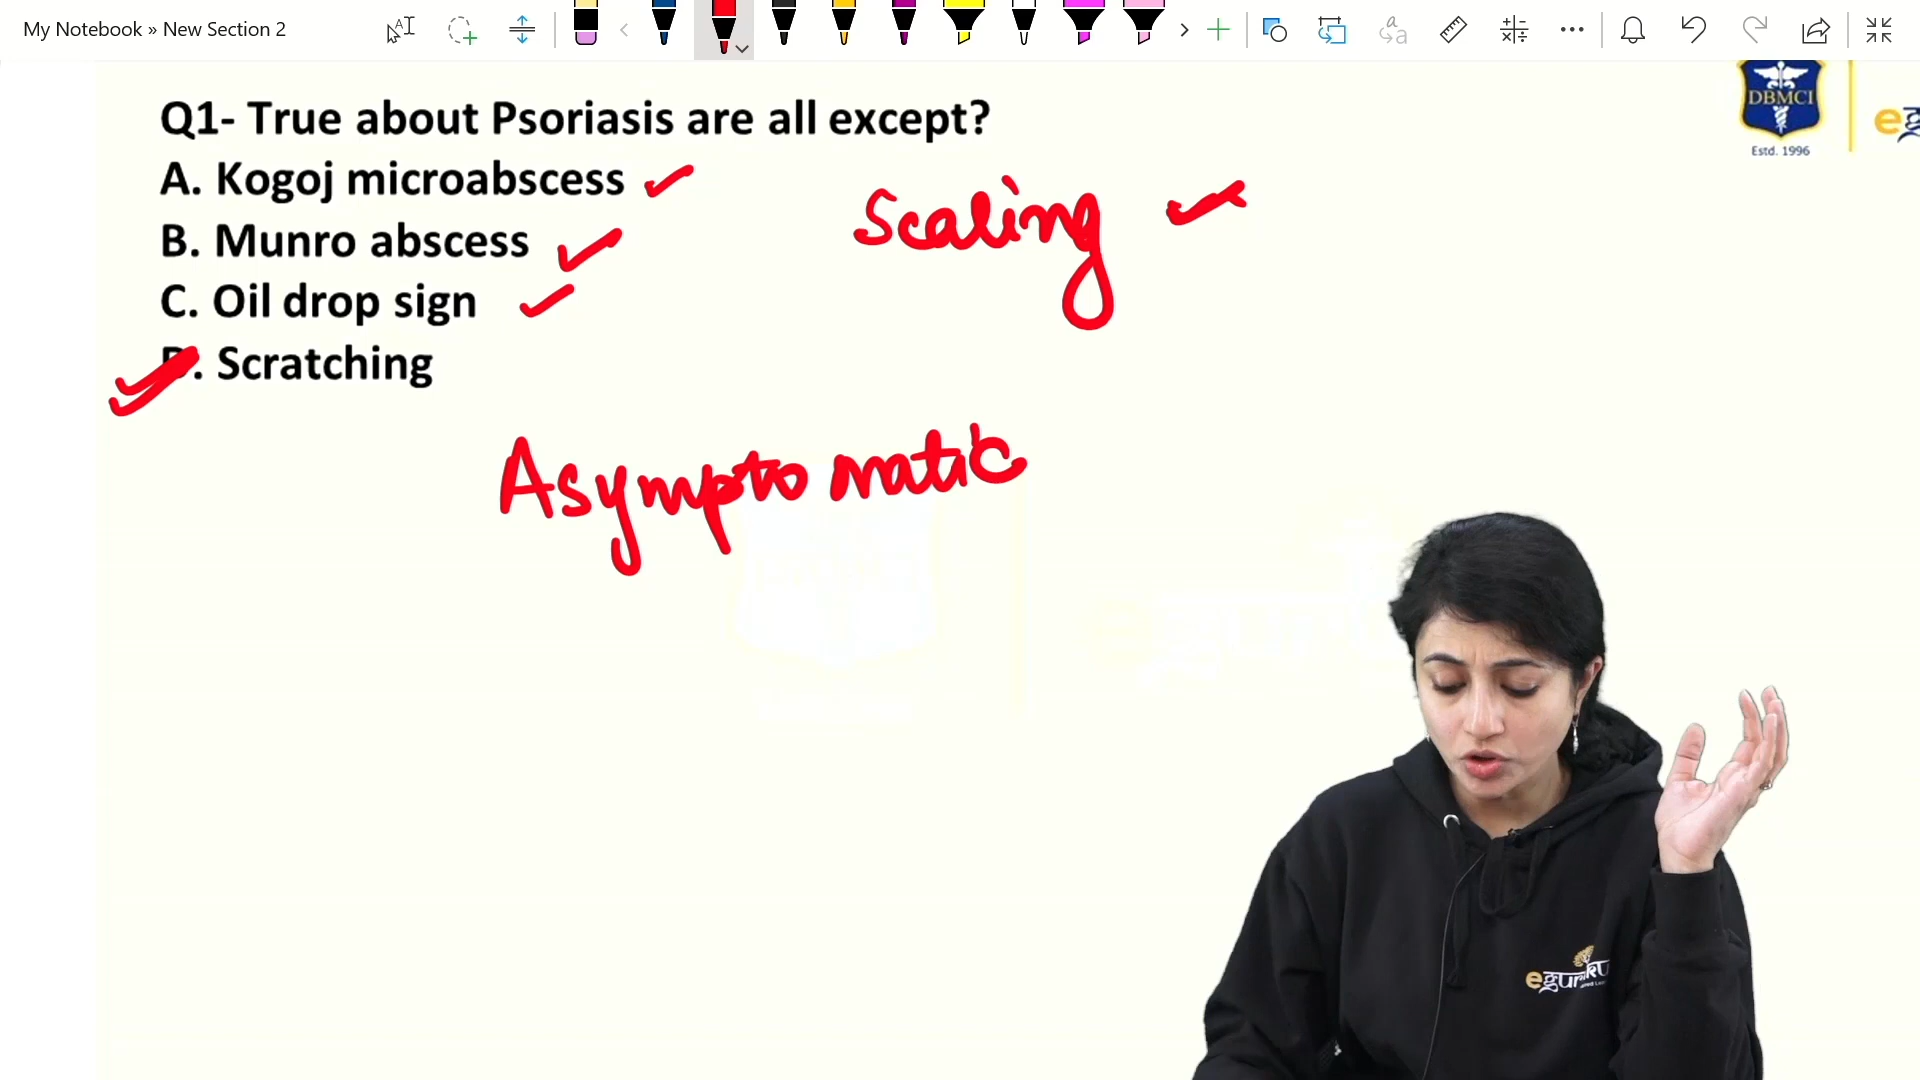 My Notebook » New Section 2
DBMCI
Estd. 1996
Q1- True about Psoriasis are all except?
A. Kogoj microabscess
Scaling
B. Munro abscess
C. Oil drop sign
D. Scratching
Asymptomatic